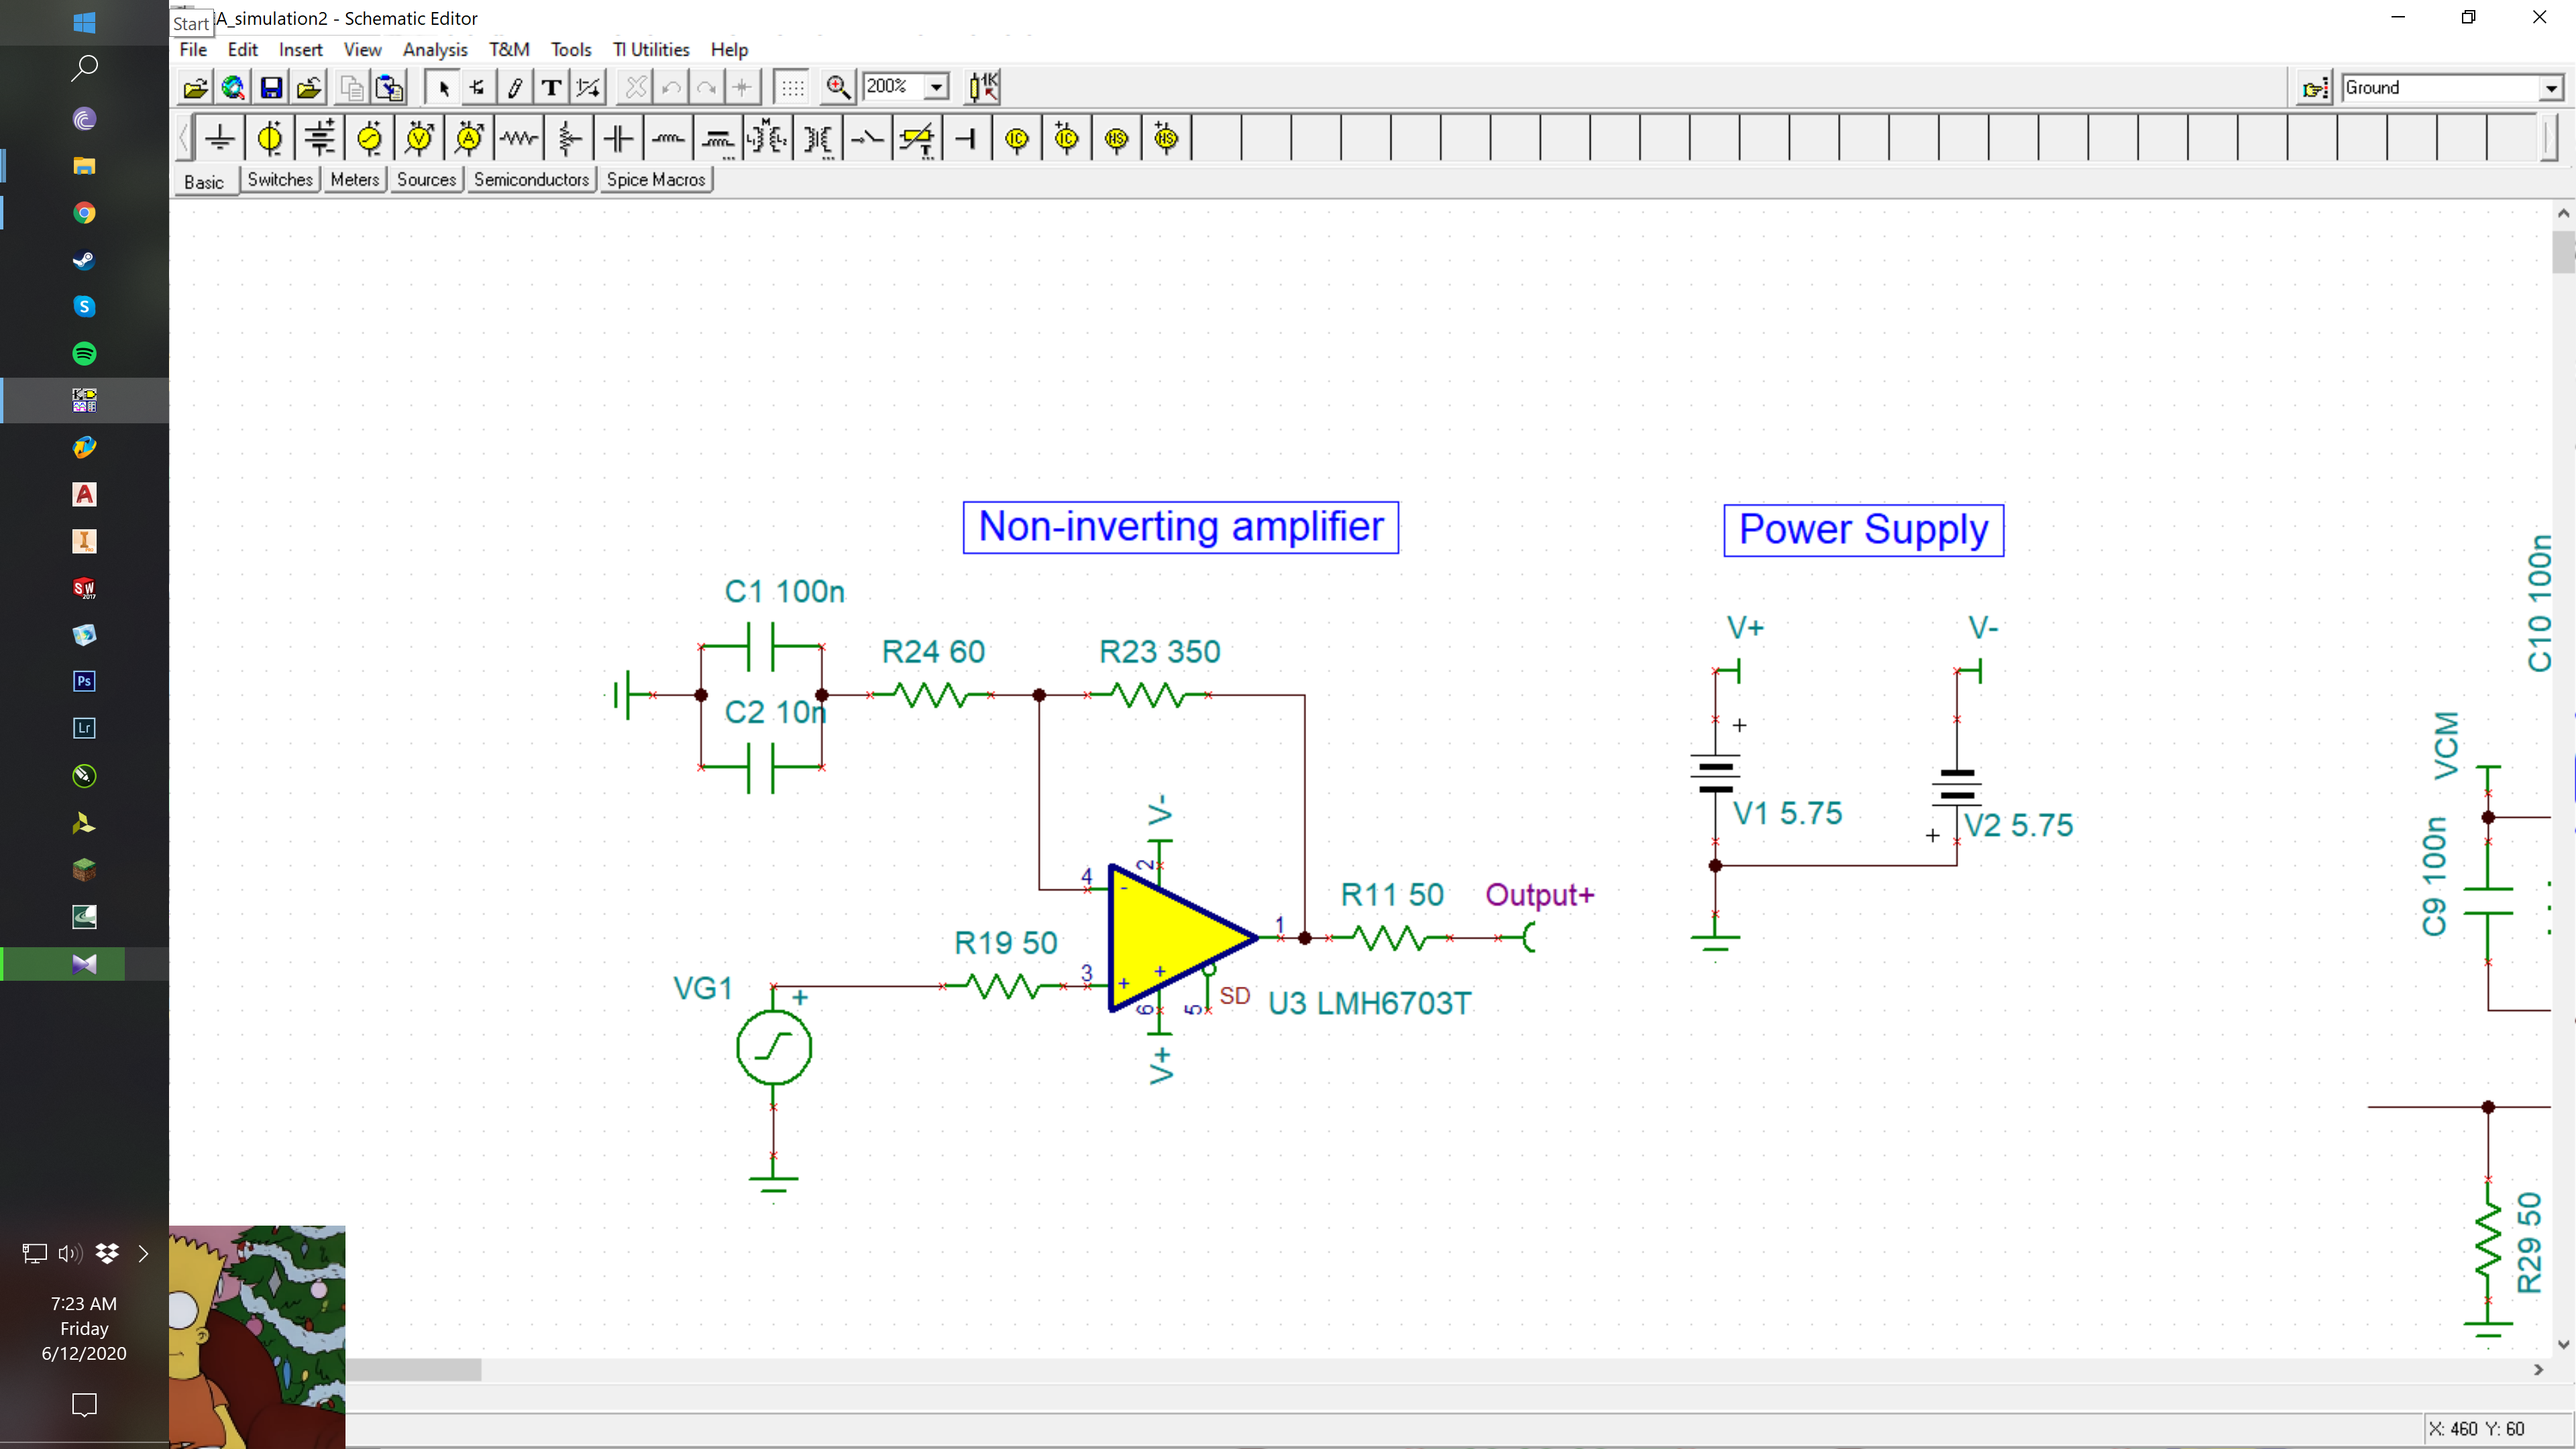 Start
A_simulation2 - Schematic Editor
File Edit Insert View Analysis T&M Tools TI Utilities Help
200%
1K
Ground
Basic Switches Meters Sources Semiconductors Spice Macros
Non-inverting amplifier
Power Supply
C1 100n
C2 10n
R24 60
R23 350
V+
V-
+
V1 5.75
+
V2 5.75
V-
2
4
-
1
R11 50
Output+
R19 50
3
+
+
6
5
SD
U3 LMH6703T
V+
VG1
+
C10 100n
VCM
C9 100n
R29 50
7:23 AM
Friday
6/12/2020
X: 460 Y: 60